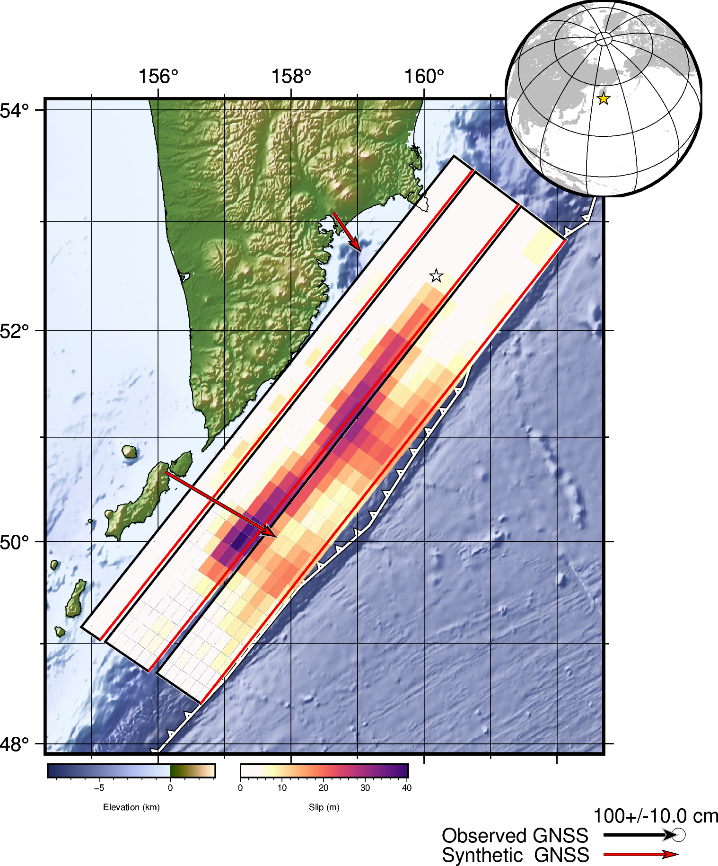 156° 158° 160°
54°
52°
50°
48°
−5 0
Elevation (km)
0 10 20 30 40
Slip (m)
100+/-10.0 cm
Observed GNSS
Synthetic GNSS